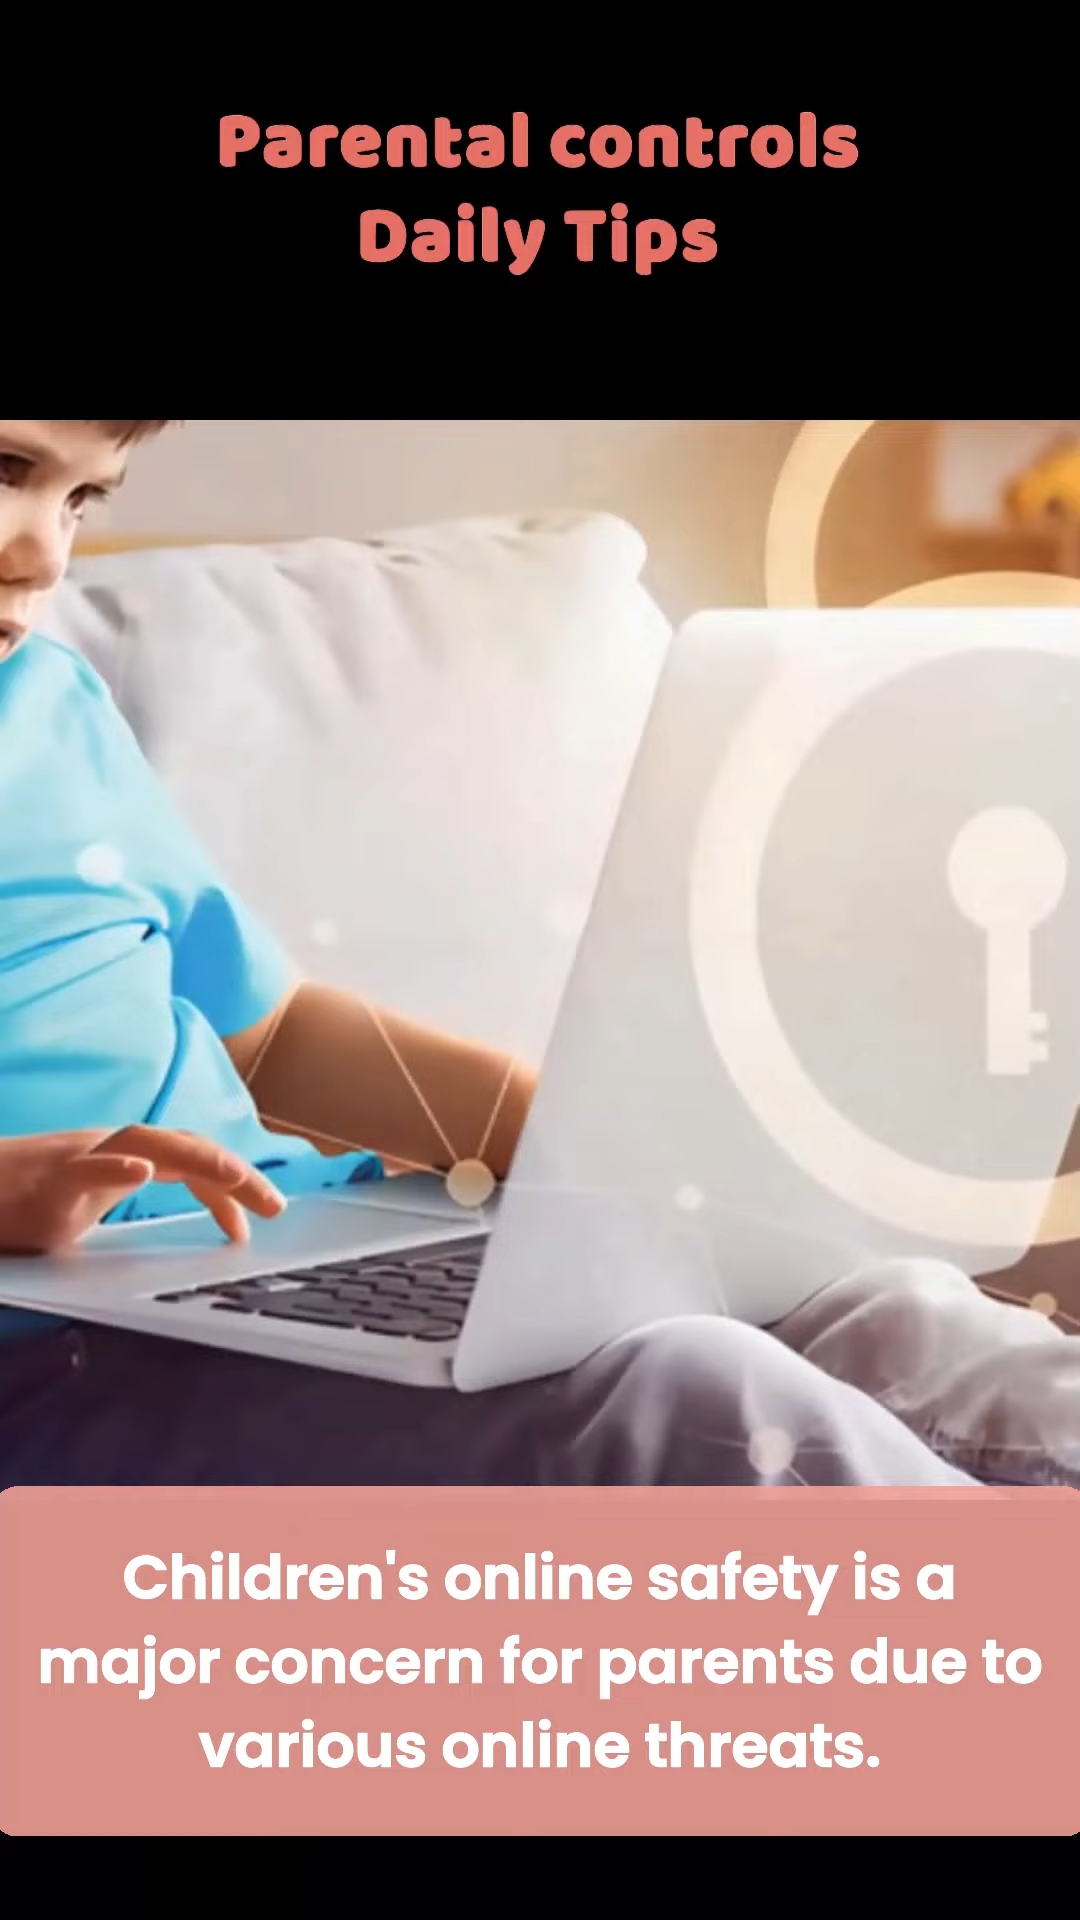 Parental controls
Daily Tips
Children's online safety is a
major concern for parents due to
various online threats.